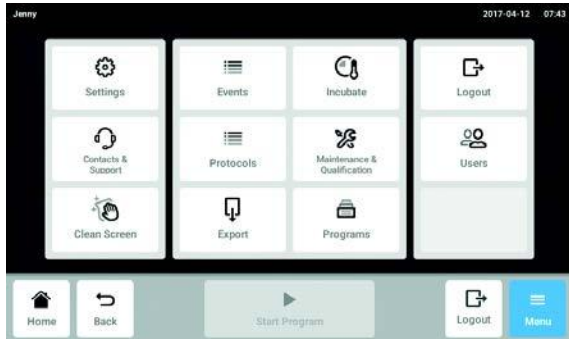 Jenny 2017-04-12 07:43
Settings Events Incubate Logout
Contacts &
Support
Protocols
Maintenance &
Qualification
Users
Clean Screen Export Programs
Home Back Start Program Logout Menu